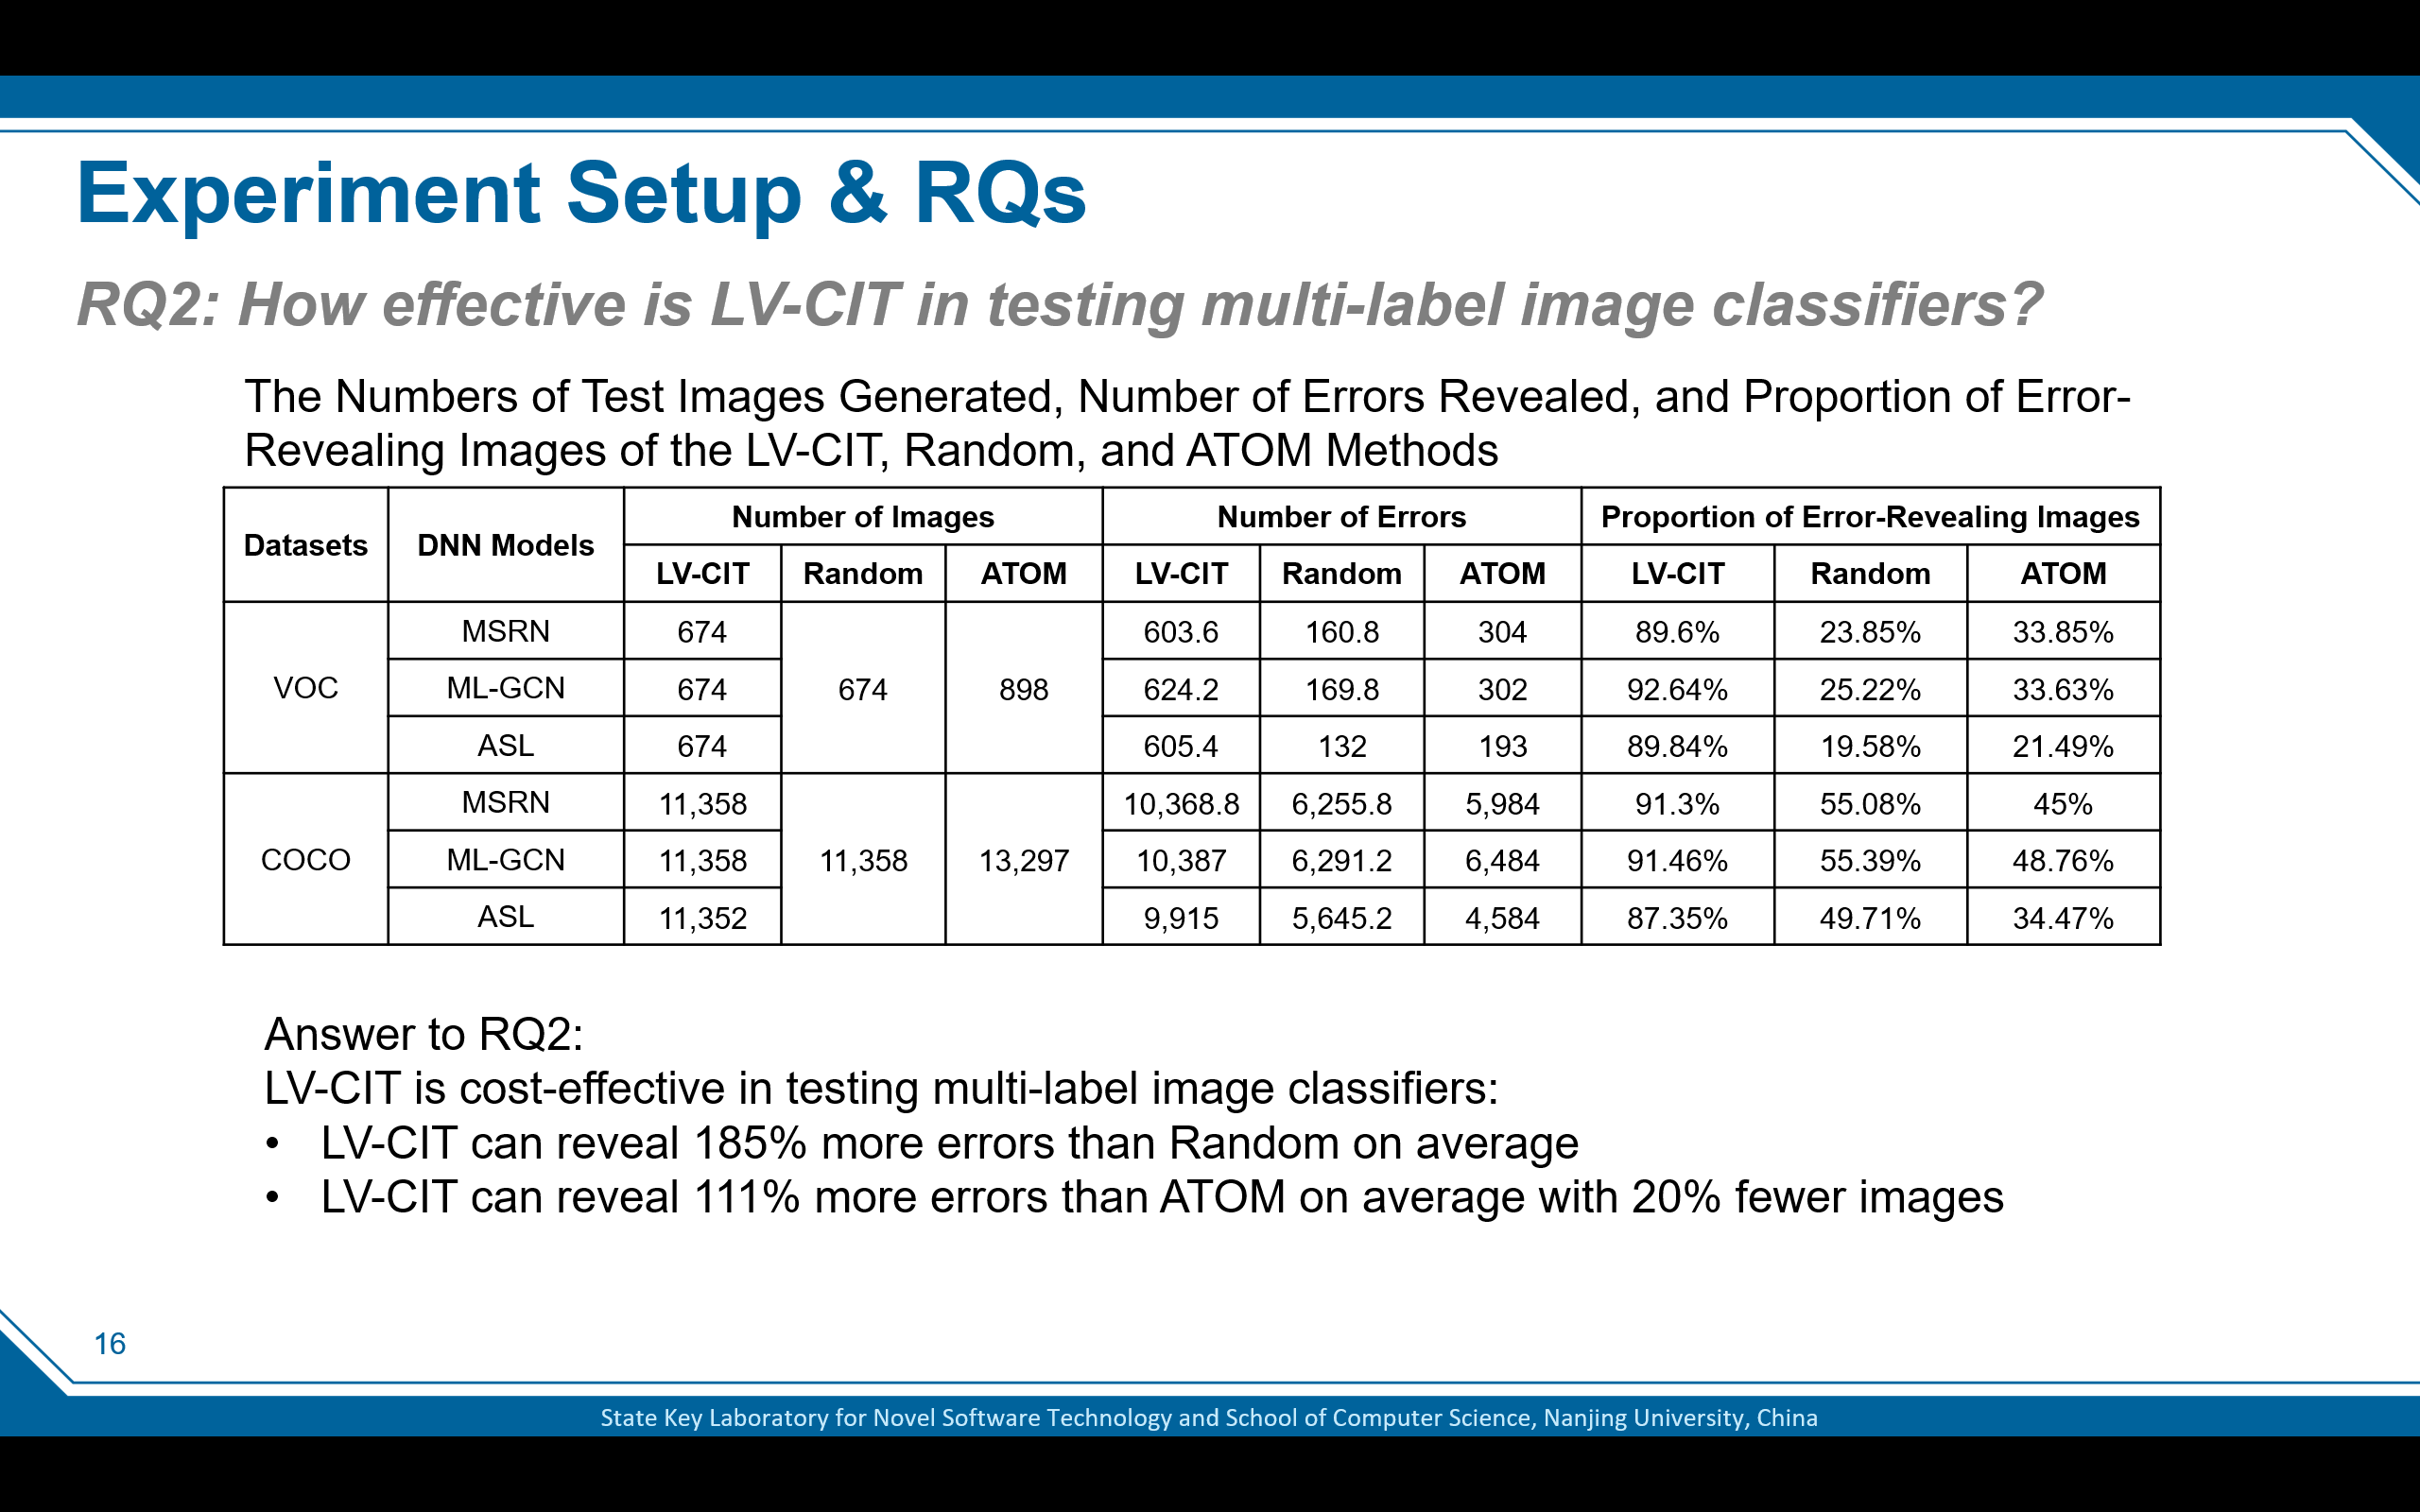 Experiment Setup & RQs
RQ2: How effective is LV-CIT in testing multi-label image classifiers?
The Numbers of Test Images Generated, Number of Errors Revealed, and Proportion of Error-
Revealing Images of the LV-CIT, Random, and ATOM Methods
Datasets DNN Models Number of Images Number of Errors Proportion of Error-Revealing Images
LV-CIT Random ATOM LV-CIT Random ATOM LV-CIT Random ATOM
VOC MSRN 674 674 898 603.6 160.8 304 89.6% 23.85% 33.85%
ML-GCN 674 624.2 169.8 302 92.64% 25.22% 33.63%
ASL 674 605.4 132 193 89.84% 19.58% 21.49%
COCO MSRN 11,358 11,358 13,297 10,368.8 6,255.8 5,984 91.3% 55.08% 45%
ML-GCN 11,358 10,387 6,291.2 6,484 91.46% 55.39% 48.76%
ASL 11,352 9,915 5,645.2 4,584 87.35% 49.71% 34.47%
Answer to RQ2:
LV-CIT is cost-effective in testing multi-label image classifiers:
• LV-CIT can reveal 185% more errors than Random on average
• LV-CIT can reveal 111% more errors than ATOM on average with 20% fewer images
16
State Key Laboratory for Novel Software Technology and School of Computer Science, Nanjing University, China